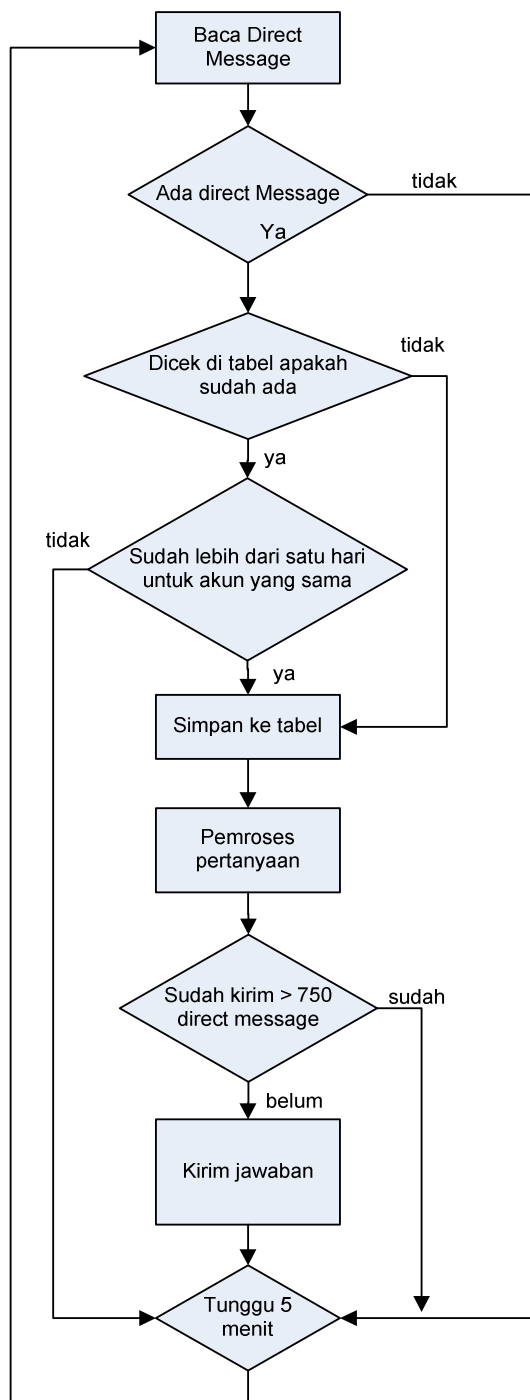 Baca Direct
Message
Ada direct Message
tidak
Ya
Dicek di tabel apakah
sudah ada
tidak
ya
Sudah lebih dari satu hari
untuk akun yang sama
tidak
ya
Simpan ke tabel
Pemroses
pertanyaan
Sudah kirim > 750
direct message
sudah
belum
Kirim jawaban
Tunggu 5
menit